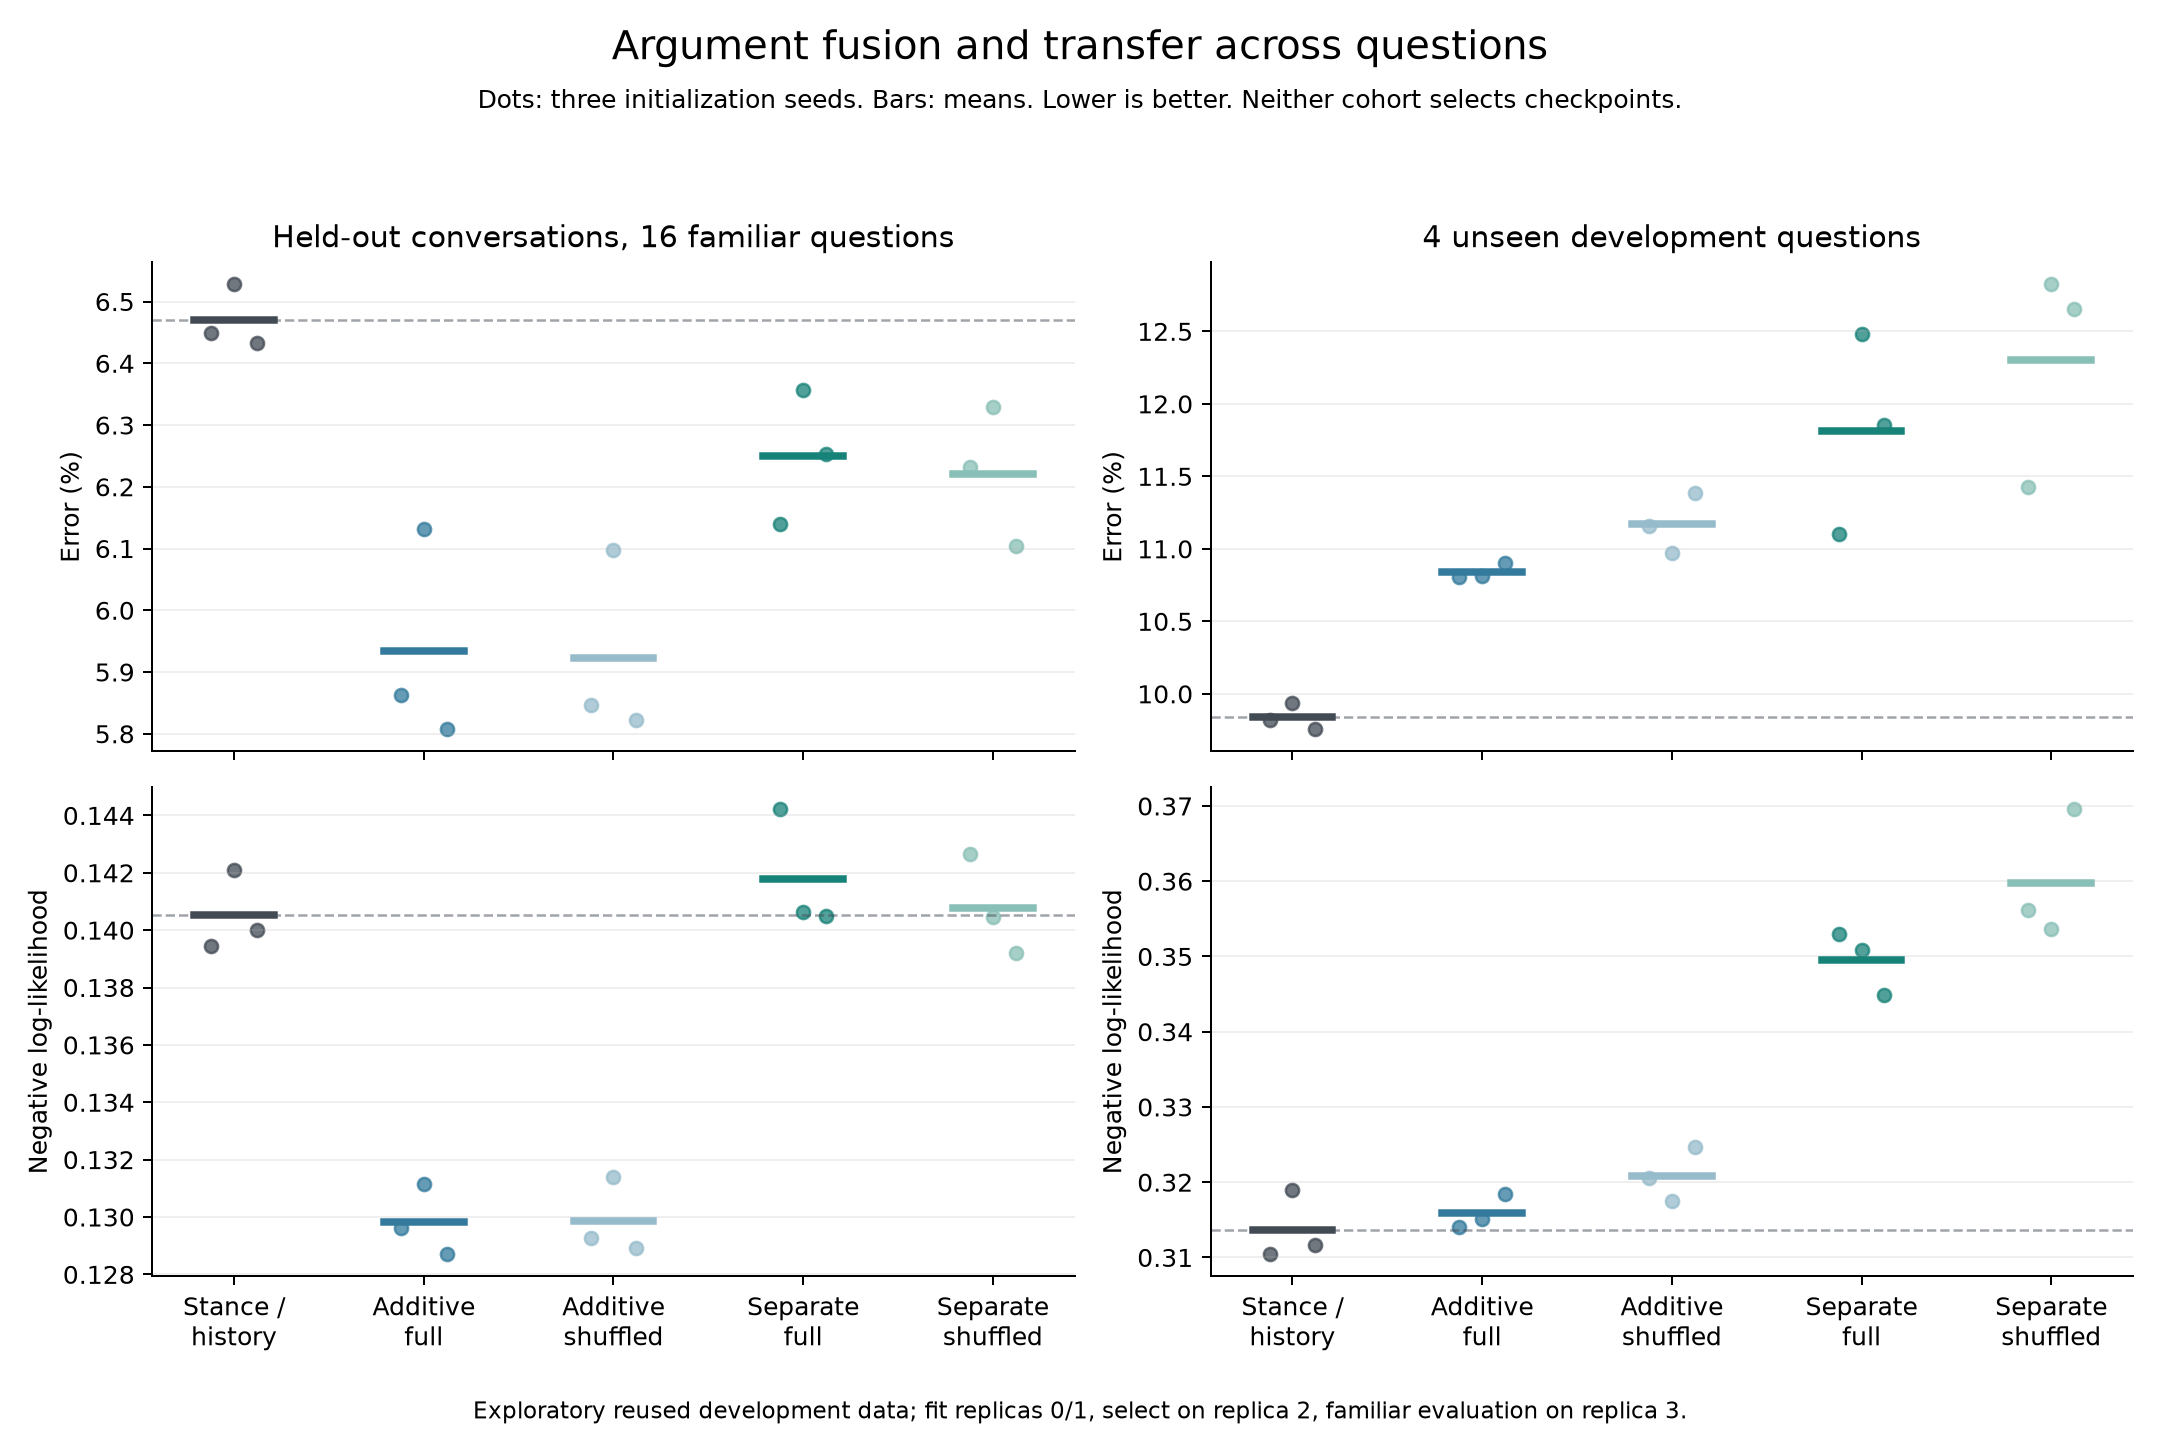 Argument fusion and transfer across questions
Dots: three initialization seeds. Bars: means. Lower is better. Neither cohort selects checkpoints.
Held-out conversations, 16 familiar questions
Error (%)
6.5
6.4
6.3
6.2
6.1
6.0
5.9
5.8
4 unseen development questions
Error (%)
12.5
12.0
11.5
11.0
10.5
10.0
Negative log-likelihood
0.144
0.142
0.140
0.138
0.136
0.134
0.132
0.130
0.128
Stance /
history
Additive
full
Additive
shuffled
Separate
full
Separate
shuffled
Negative log-likelihood
0.37
0.36
0.35
0.34
0.33
0.32
0.31
Stance /
history
Additive
full
Additive
shuffled
Separate
full
Separate
shuffled
Exploratory reused development data; fit replicas 0/1, select on replica 2, familiar evaluation on replica 3.